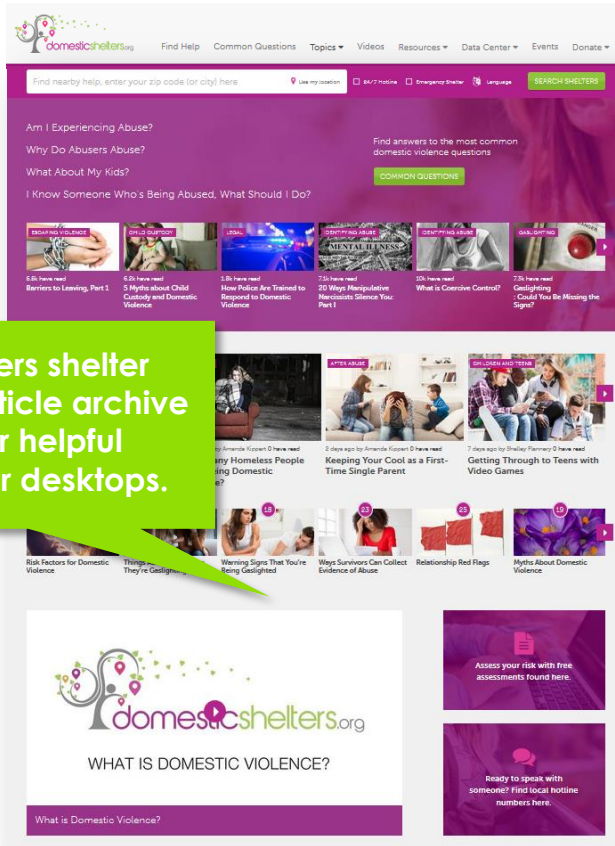 domesticshelters.org
Find Help Common Questions Topics Videos Resources Data Center Events Donate
Find nearby help, enter your zip code (or city) here Use my location 24/7 Hotline Emergency Shelter Language SEARCH SHELTERS
Am I Experiencing Abuse?
Why Do Abusers Abuse?
What About My Kids?
I Know Someone Who's Being Abused, What Should I Do?
Find answers to the most common
domestic violence questions
COMMON QUESTIONS
ESCAPING VIOLENCE
6.8k have read
Barriers to Leaving, Part 1
CHILD CUSTODY
6.2k have read
5 Myths about Child
Custody and Domestic
Violence
LEGAL
1.8k have read
How Police Are Trained to
Respond to Domestic
Violence
IDENTIFYING ABUSE
MENTAL ILLNESS
7.1k have read
20 Ways Manipulative
Narcissists Silence You:
Part I
IDENTIFYING ABUSE
10k have read
What is Coercive Control?
GASLIGHTING
7.3k have read
Gaslighting
: Could You Be Missing the
Signs?
ers shelter
ticle archive
r helpful
r desktops.
by Amanda Kippert 0 have read
any Homeless People
ing Domestic
e?
AFTER ABUSE
2 days ago by Amanda Kippert 0 have read
Keeping Your Cool as a First-
Time Single Parent
CHILDREN AND TEENS
7 days ago by Shelley Flannery 0 have read
Getting Through to Teens with
Video Games
Risk Factors for Domestic
Violence
Things A
They're Gaslighting
18
Warning Signs That You're
Being Gaslighted
23
Ways Survivors Can Collect
Evidence of Abuse
25
Relationship Red Flags
19
Myths About Domestic
Violence
domesticshelters.org
WHAT IS DOMESTIC VIOLENCE?
What is Domestic Violence?
Assess your risk with free
assessments found here.
Ready to speak with
someone? Find local hotline
numbers here.